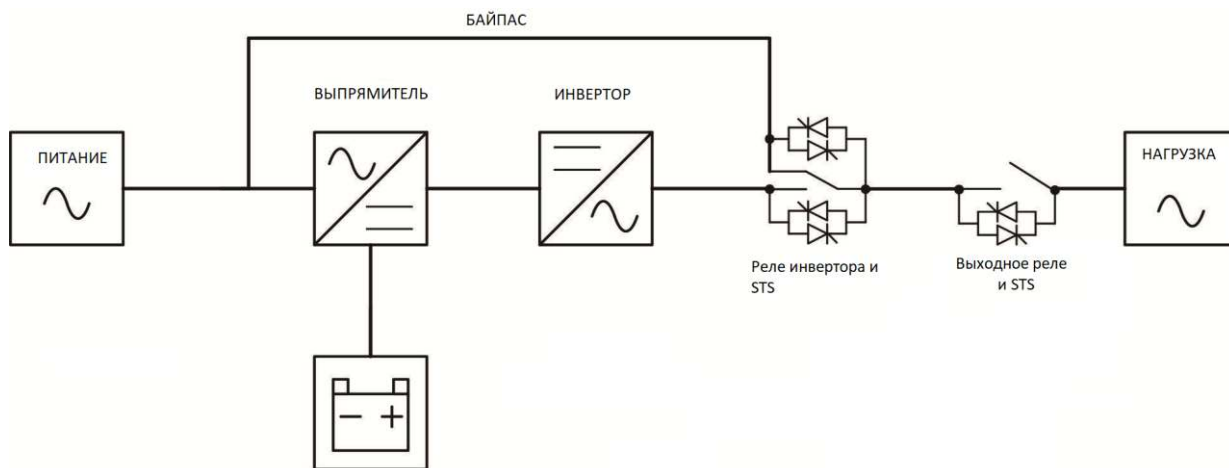 БАЙПАС
ВЫПРЯМИТЕЛЬ
ИНВЕРТОР
ПИТАНИЕ
НАГРУЗКА
Реле инвертора и
STS
Выходное реле
и STS